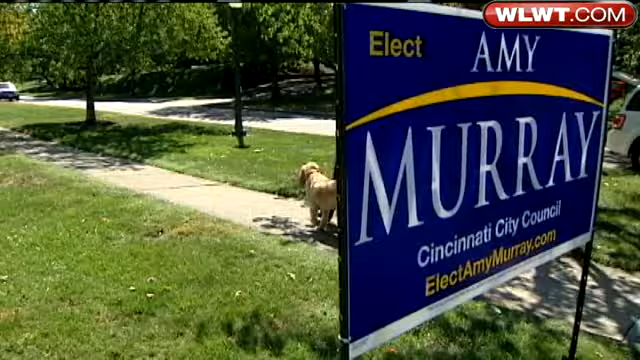 WLWT.COM
Elect
AMY
MURRAY
Cincinnati City Council
ElectAmyMurray.com